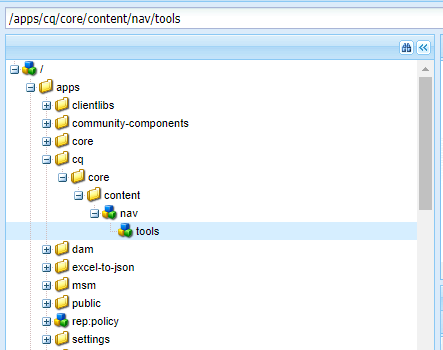 /apps/cq/core/content/nav/tools
/
apps
clientlibs
community-components
core
cq
core
content
nav
tools
dam
excel-to-json
msm
public
rep:policy
settings